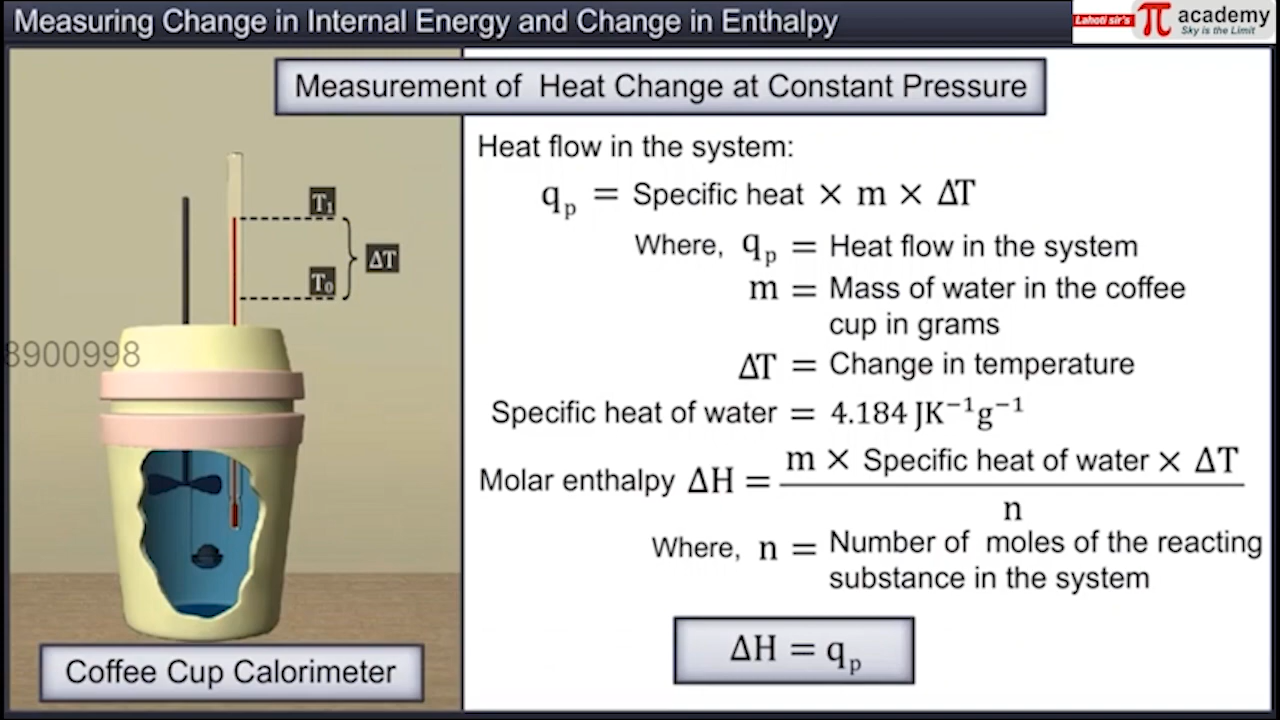 Measuring Change in Internal Energy and Change in Enthalpy
Lahoti sir's π academy
Sky is the Limit
Measurement of Heat Change at Constant Pressure
Heat flow in the system:
qₚ = Specific heat × m × ΔT
Where, qₚ = Heat flow in the system
m = Mass of water in the coffee
cup in grams
ΔT = Change in temperature
Specific heat of water = 4.184 JK⁻¹g⁻¹
Molar enthalpy ΔH = m × Specific heat of water × ΔT
n
Where, n = Number of moles of the reacting
substance in the system
ΔH = qₚ
T₁
ΔT
T₀
8900998
Coffee Cup Calorimeter